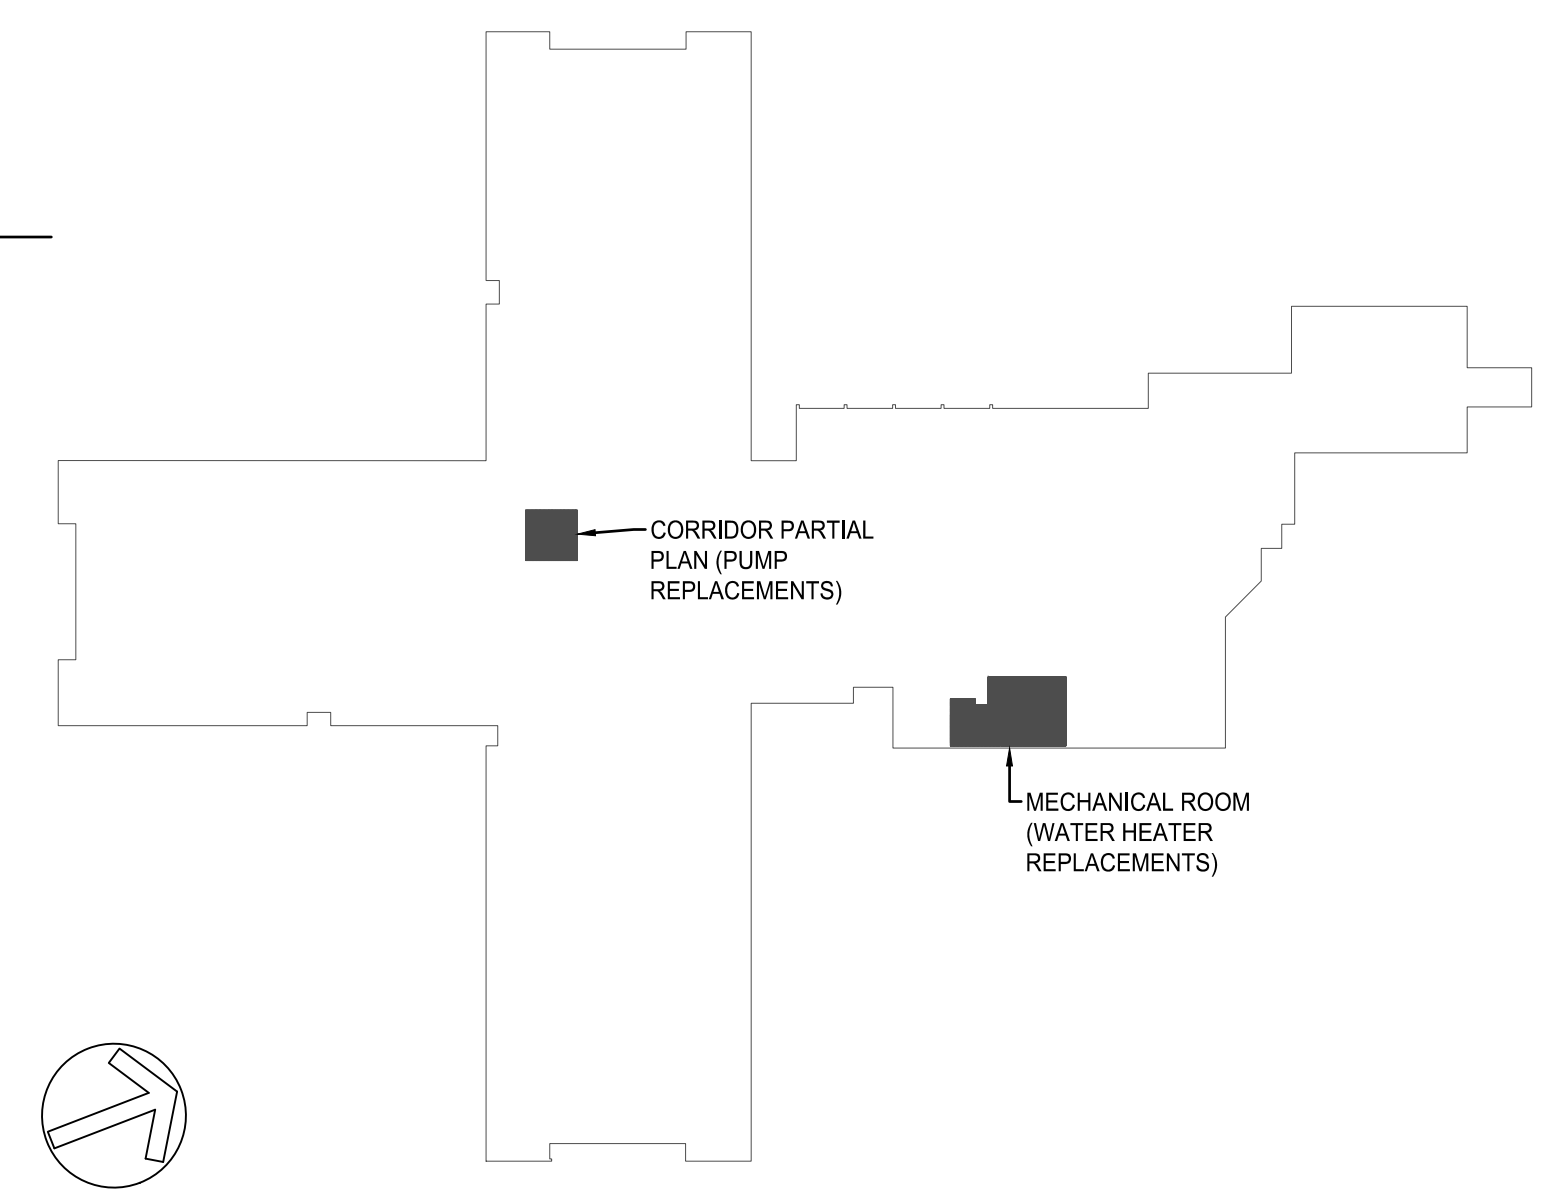 CORRIDOR PARTIAL
PLAN (PUMP
REPLACEMENTS)
MECHANICAL ROOM
(WATER HEATER
REPLACEMENTS)